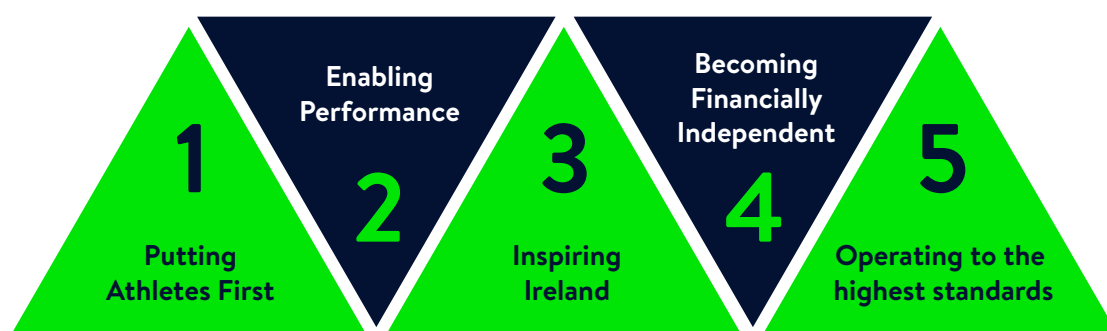 1
Putting
Athletes First
Enabling
Performance
2
3
Inspiring
Ireland
Becoming
Financially
Independent
4
5
Operating to the
highest standards